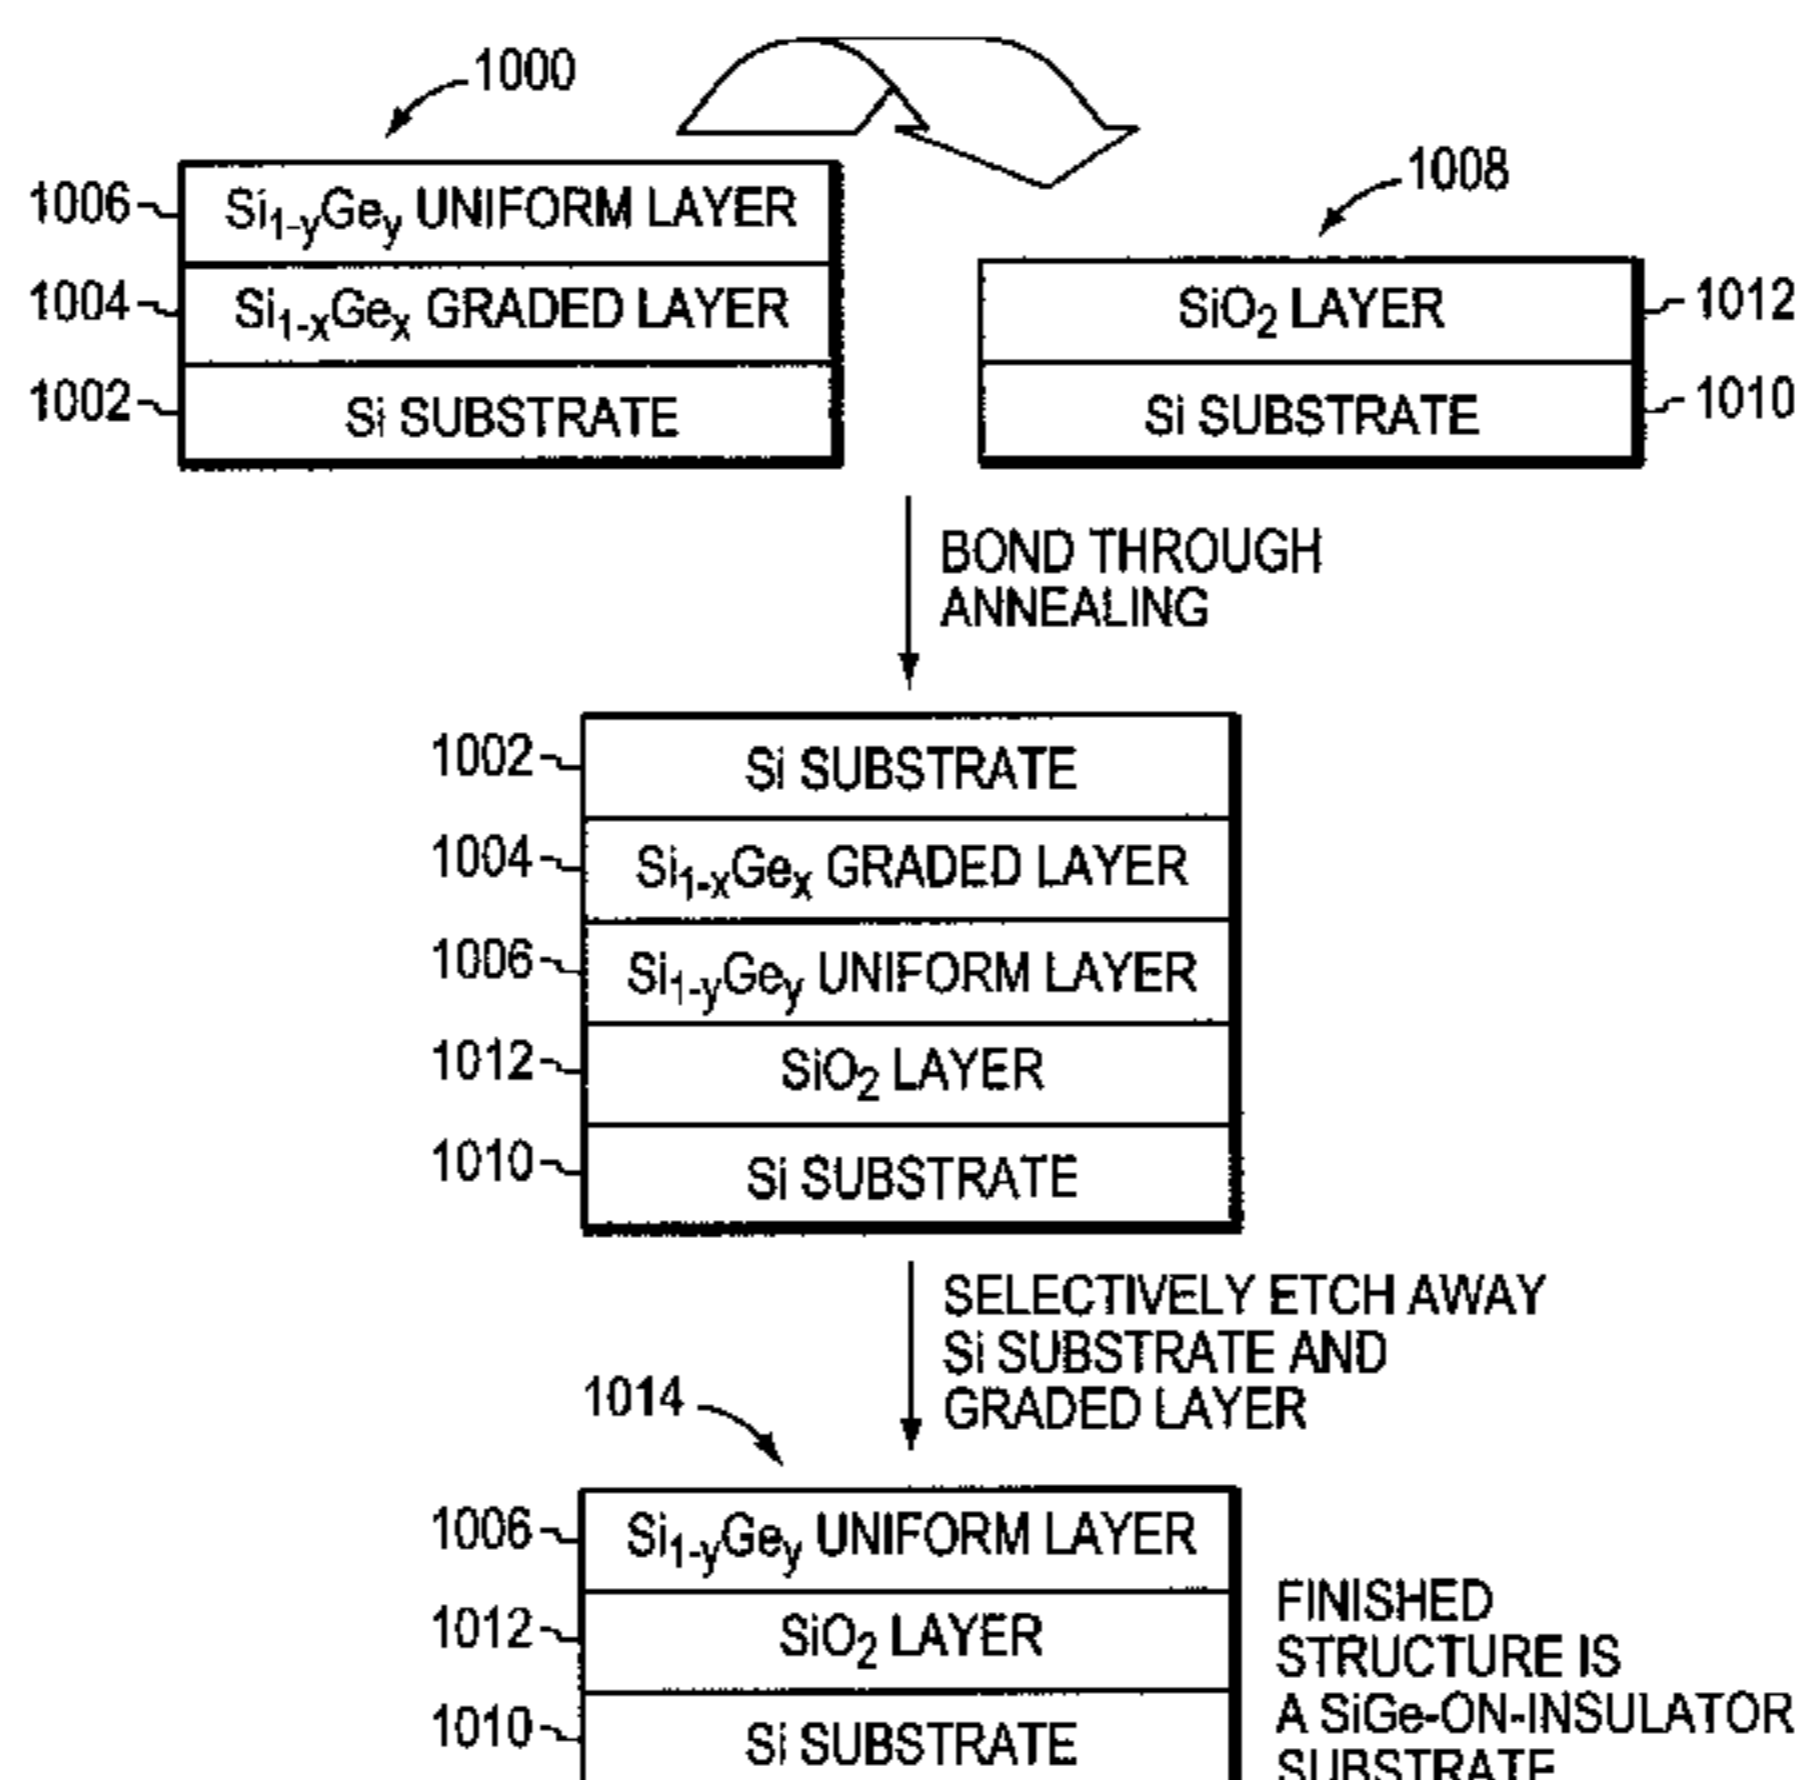 1000
1008
1006 Si1-yGey UNIFORM LAYER
1004 Si1-xGex GRADED LAYER
1002 Si SUBSTRATE
SiO2 LAYER 1012
Si SUBSTRATE 1010
BOND THROUGH
ANNEALING
1002 Si SUBSTRATE
1004 Si1-xGex GRADED LAYER
1006 Si1-yGey UNIFORM LAYER
1012 SiO2 LAYER
1010 Si SUBSTRATE
SELECTIVELY ETCH AWAY
Si SUBSTRATE AND
GRADED LAYER
1014
1006 Si1-yGey UNIFORM LAYER
1012 SiO2 LAYER
1010 Si SUBSTRATE
FINISHED
STRUCTURE IS
A SiGe-ON-INSULATOR
SUBSTRATE